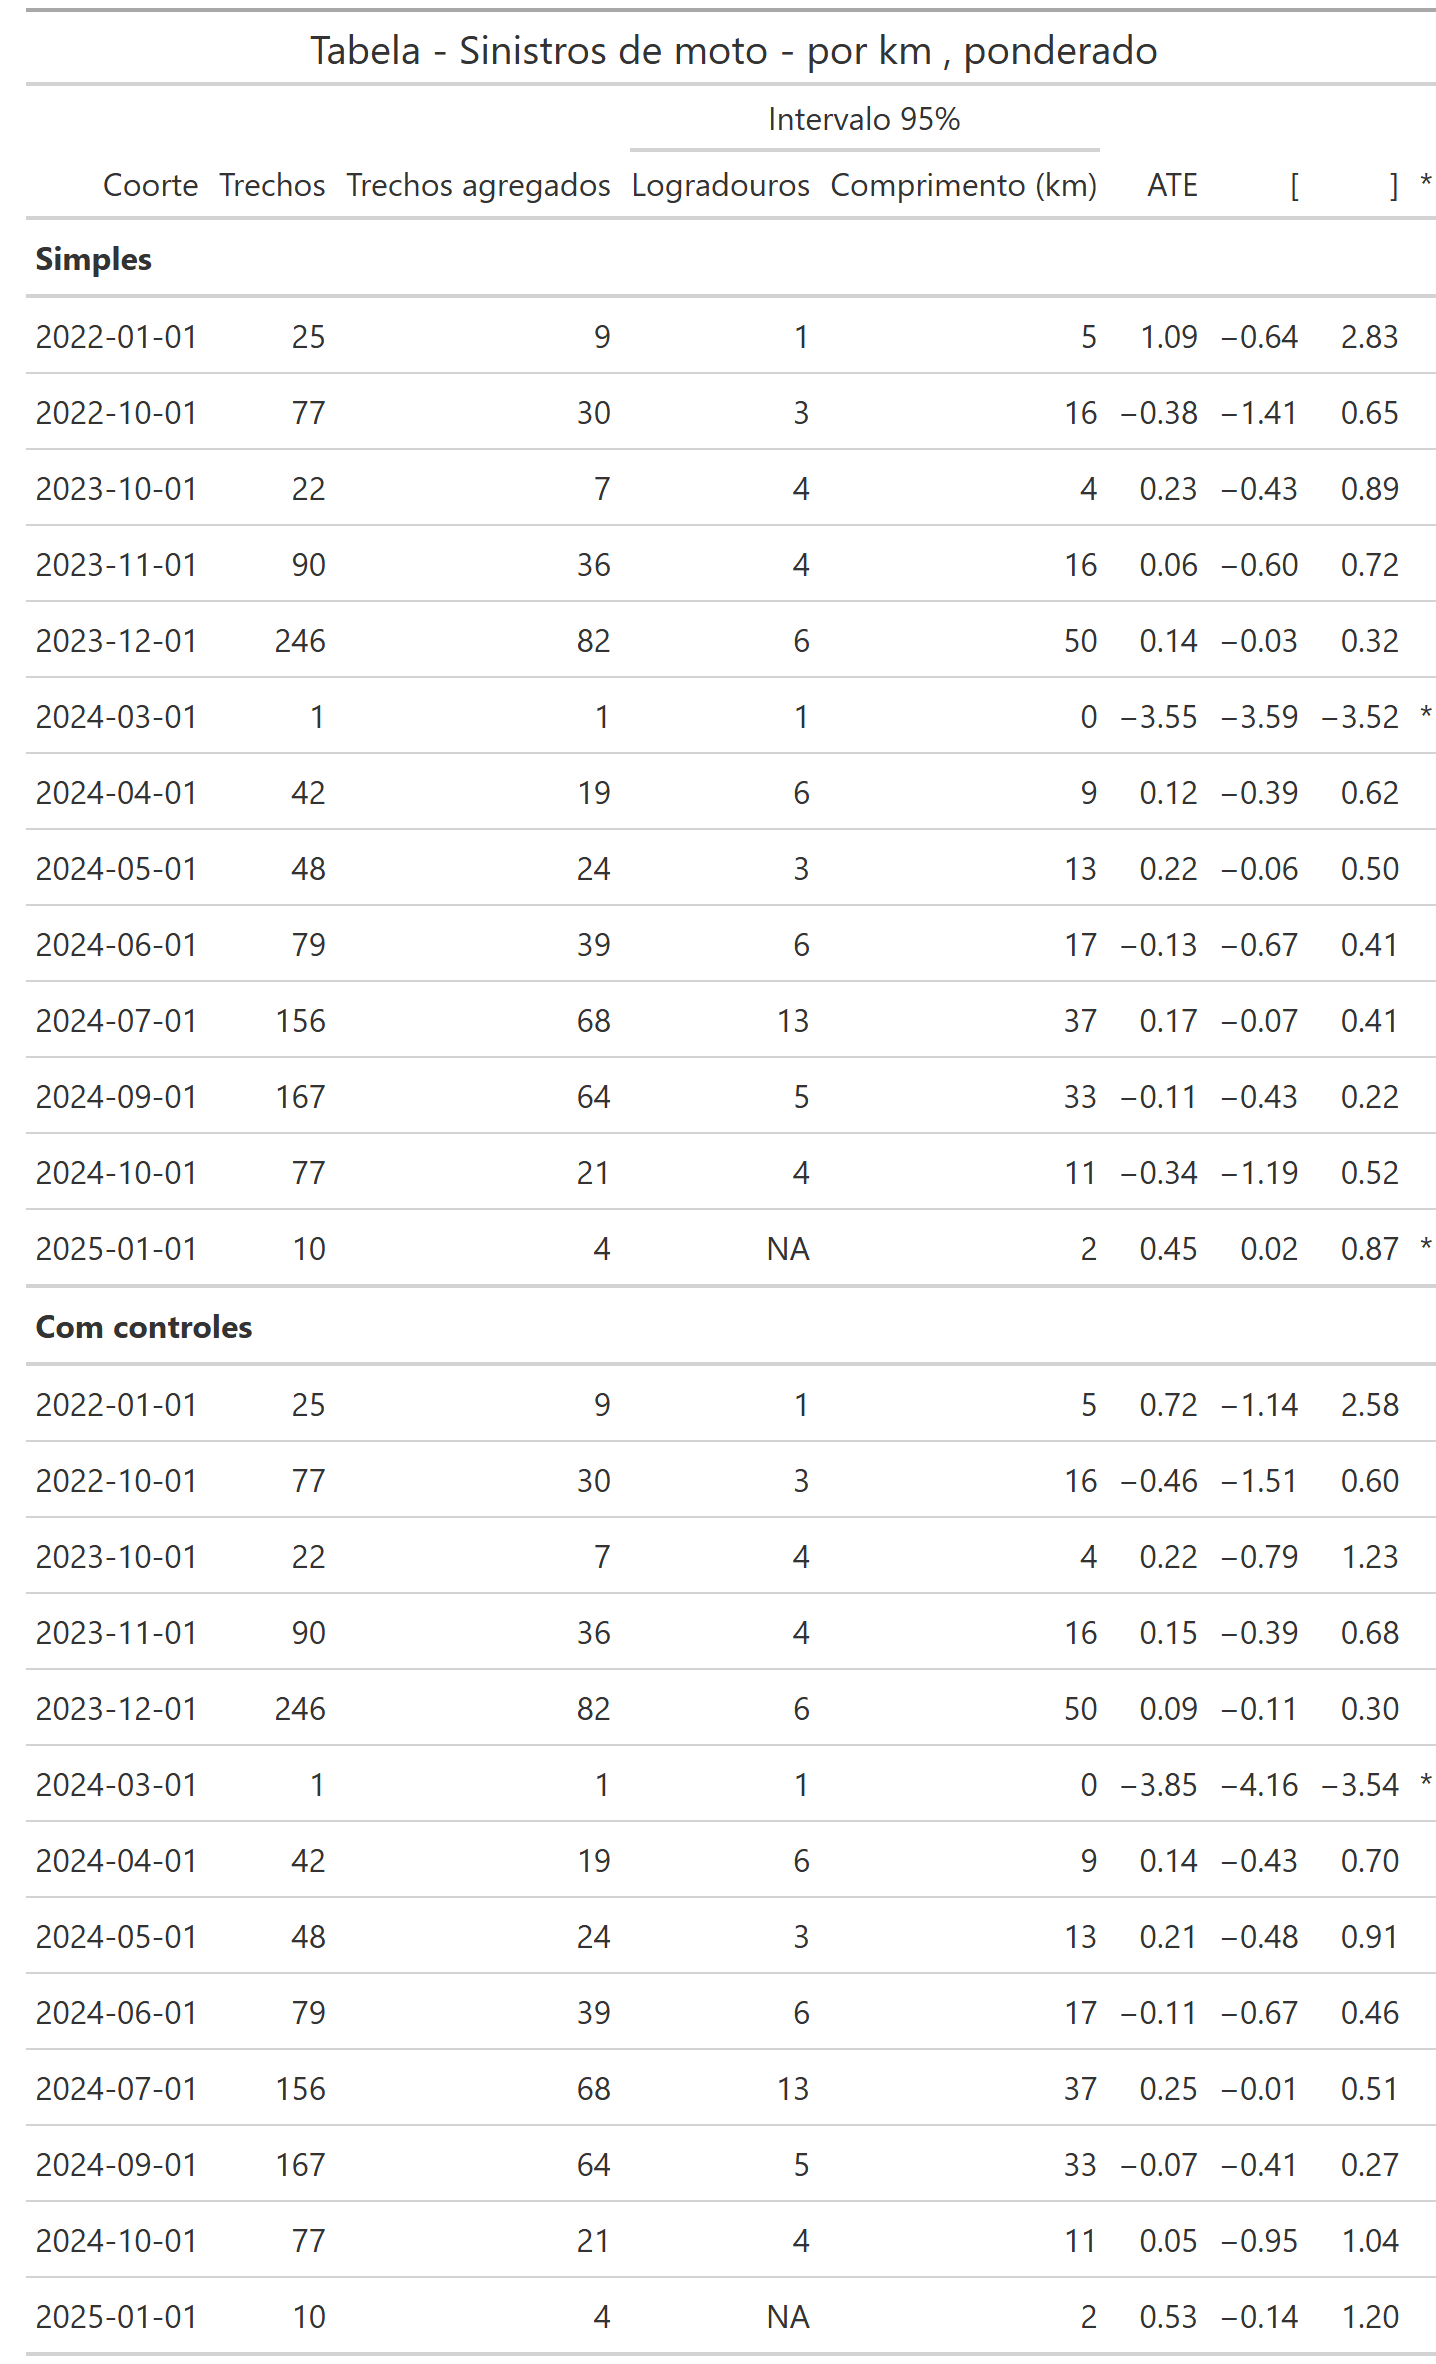 Tabela - Sinistros de moto - por km , ponderado
Intervalo 95%
Coorte Trechos Trechos agregados Logradouros Comprimento (km) ATE [ ] *
Simples
2022-01-01 25 9 1 5 1.09 −0.64 2.83
2022-10-01 77 30 3 16 −0.38 −1.41 0.65
2023-10-01 22 7 4 4 0.23 −0.43 0.89
2023-11-01 90 36 4 16 0.06 −0.60 0.72
2023-12-01 246 82 6 50 0.14 −0.03 0.32
2024-03-01 1 1 1 0 −3.55 −3.59 −3.52 *
2024-04-01 42 19 6 9 0.12 −0.39 0.62
2024-05-01 48 24 3 13 0.22 −0.06 0.50
2024-06-01 79 39 6 17 −0.13 −0.67 0.41
2024-07-01 156 68 13 37 0.17 −0.07 0.41
2024-09-01 167 64 5 33 −0.11 −0.43 0.22
2024-10-01 77 21 4 11 −0.34 −1.19 0.52
2025-01-01 10 4 NA 2 0.45 0.02 0.87 *
Com controles
2022-01-01 25 9 1 5 0.72 −1.14 2.58
2022-10-01 77 30 3 16 −0.46 −1.51 0.60
2023-10-01 22 7 4 4 0.22 −0.79 1.23
2023-11-01 90 36 4 16 0.15 −0.39 0.68
2023-12-01 246 82 6 50 0.09 −0.11 0.30
2024-03-01 1 1 1 0 −3.85 −4.16 −3.54 *
2024-04-01 42 19 6 9 0.14 −0.43 0.70
2024-05-01 48 24 3 13 0.21 −0.48 0.91
2024-06-01 79 39 6 17 −0.11 −0.67 0.46
2024-07-01 156 68 13 37 0.25 −0.01 0.51
2024-09-01 167 64 5 33 −0.07 −0.41 0.27
2024-10-01 77 21 4 11 0.05 −0.95 1.04
2025-01-01 10 4 NA 2 0.53 −0.14 1.20